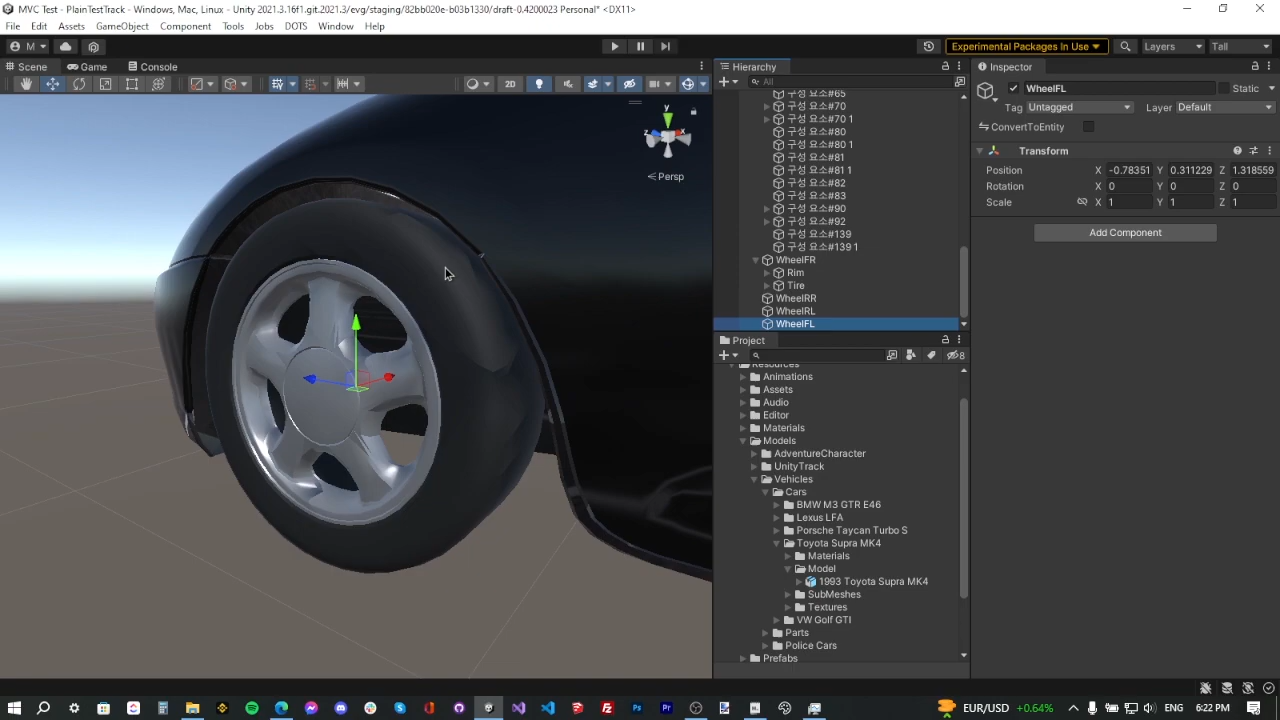 MVC Test - PlainTestTrack - Windows, Mac, Linux - Unity 2021.3.16f1.git.2021.3/evg/staging/82bb020e-b03b1330/draft-0.4200023 Personal* <DX11>
File Edit Assets GameObject Component Tools Jobs DOTS Window Help
M
Experimental Packages In Use
Layers
Tall
Scene
Game
Console
2D
y
x
z
Persp
Hierarchy
All
구성 요소#65
구성 요소#70
구성 요소#70 1
구성 요소#80
구성 요소#80 1
구성 요소#81
구성 요소#81 1
구성 요소#82
구성 요소#83
구성 요소#90
구성 요소#92
구성 요소#139
구성 요소#139 1
WheelFR
Rim
Tire
WheelRR
WheelRL
WheelFL
Project
8
Resources
Animations
Assets
Audio
Editor
Materials
Models
AdventureCharacter
UnityTrack
Vehicles
Cars
BMW M3 GTR E46
Lexus LFA
Porsche Taycan Turbo S
Toyota Supra MK4
Materials
Model
1993 Toyota Supra MK4
SubMeshes
Textures
VW Golf GTI
Parts
Police Cars
Prefabs
Inspector
WheelFL
Static
Tag Untagged
Layer Default
ConvertToEntity
Transform
Position X -0.78351 Y 0.311229 Z 1.318559
Rotation X 0 Y 0 Z 0
Scale X 1 Y 1 Z 1
Add Component
EUR/USD +0.64%
ENG
6:22 PM